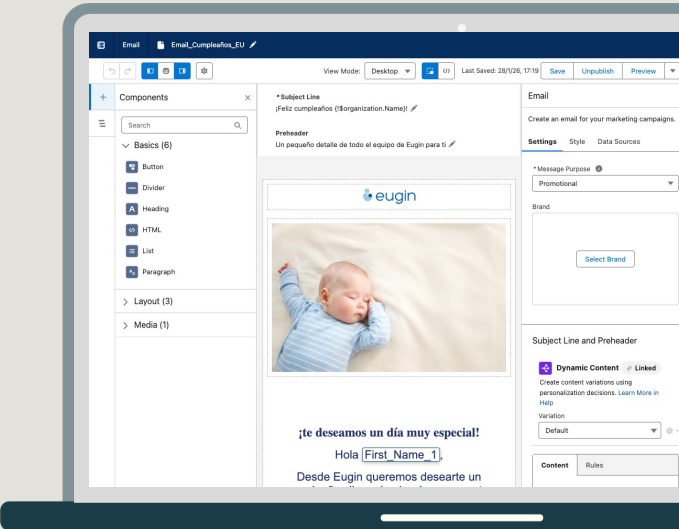 Email
Email_Cumpleaños_EU
View Mode:
Desktop
Last Saved: 28/1/26, 17:19
Save
Unpublish
Preview
Components
Search
Basics (6)
Button
Divider
Heading
HTML
List
Paragraph
Layout (3)
Media (1)
* Subject Line
¡Feliz cumpleaños {!$organization.Name}!
Preheader
Un pequeño detalle de todo el equipo de Eugin para ti
eugin
¡te deseamos un día muy especial!
Hola First_Name_1,
Desde Eugin queremos desearte un
Email
Create an email for your marketing campaigns.
Settings Style Data Sources
* Message Purpose
Promotional
Brand
Select Brand
Subject Line and Preheader
Dynamic Content Linked
Create content variations using
personalization decisions. Learn More in
Help
Variation
Default
Content Rules